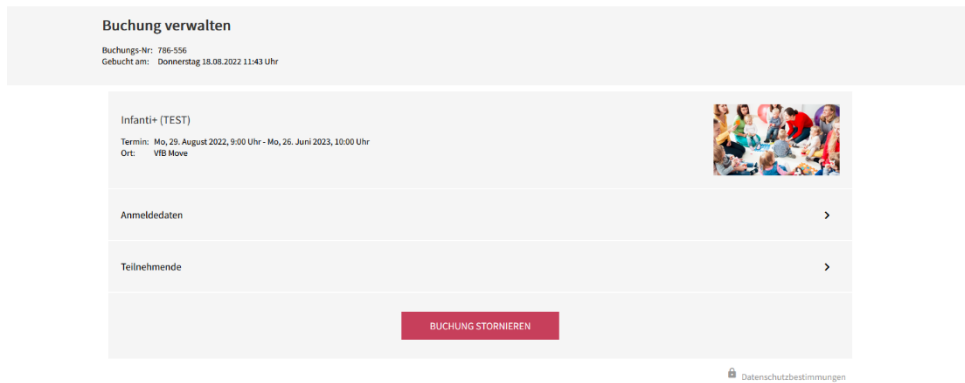 Buchung verwalten
Buchungs-Nr: 786-556
Gebucht am: Donnerstag 18.08.2022 11:43 Uhr
Infanti+ (TEST)
Termin: Mo, 29. August 2022, 9:00 Uhr - Mo, 26. Juni 2023, 10:00 Uhr
Ort: VfB Move
Anmeldedaten
Teilnehmende
BUCHUNG STORNIEREN
Datenschutzbestimmungen